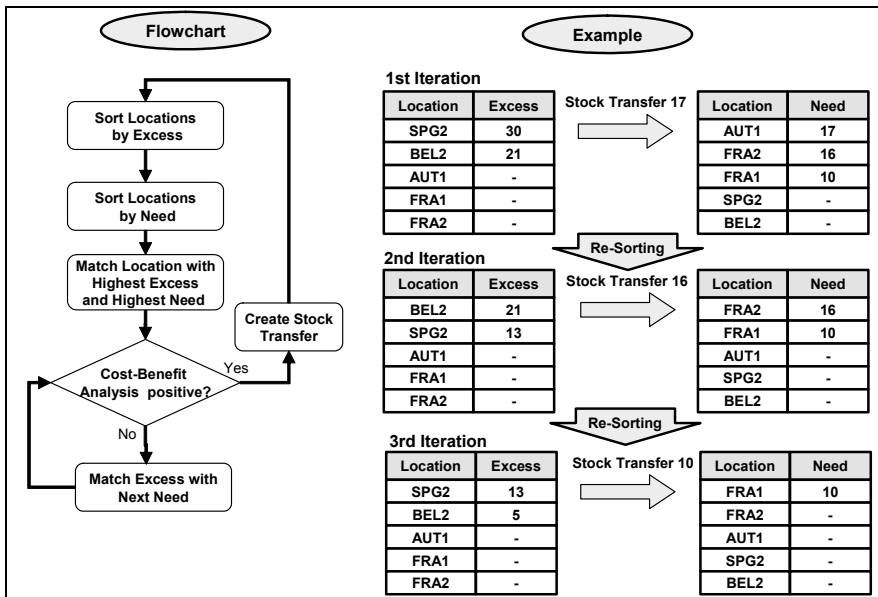 Flowchart
Sort Locations
by Excess
Sort Locations
by Need
Match Location with
Highest Excess
and Highest Need
Create Stock
Transfer
Cost-Benefit
Analysis positive?
Yes
No
Match Excess with
Next Need
Example
1st Iteration
Location Excess
SPG2 30
BEL2 21
AUT1 -
FRA1 -
FRA2 -
Stock Transfer 17
Location Need
AUT1 17
FRA2 16
FRA1 10
SPG2 -
BEL2 -
Re-Sorting
2nd Iteration
Location Excess
BEL2 21
SPG2 13
AUT1 -
FRA1 -
FRA2 -
Stock Transfer 16
Location Need
FRA2 16
FRA1 10
AUT1 -
SPG2 -
BEL2 -
Re-Sorting
3rd Iteration
Location Excess
SPG2 13
BEL2 5
AUT1 -
FRA1 -
FRA2 -
Stock Transfer 10
Location Need
FRA1 10
FRA2 -
AUT1 -
SPG2 -
BEL2 -